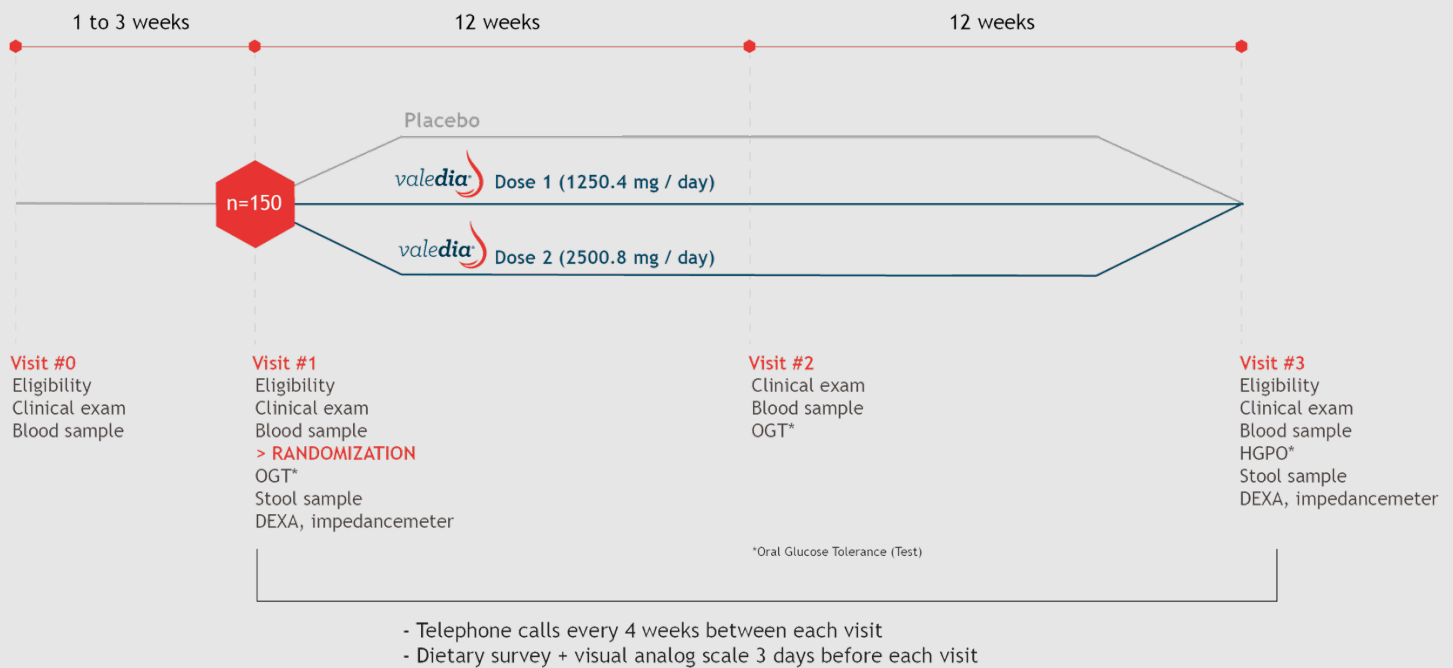 1 to 3 weeks
12 weeks
12 weeks
Placebo
valedia® Dose 1 (1250.4 mg / day)
n=150
valedia® Dose 2 (2500.8 mg / day)
Visit #0
Eligibility
Clinical exam
Blood sample
Visit #1
Eligibility
Clinical exam
Blood sample
> RANDOMIZATION
OGT*
Stool sample
DEXA, impedancemeter
Visit #2
Clinical exam
Blood sample
OGT*
Visit #3
Eligibility
Clinical exam
Blood sample
HGPO*
Stool sample
DEXA, impedancemeter
*Oral Glucose Tolerance (Test)
- Telephone calls every 4 weeks between each visit
- Dietary survey + visual analog scale 3 days before each visit